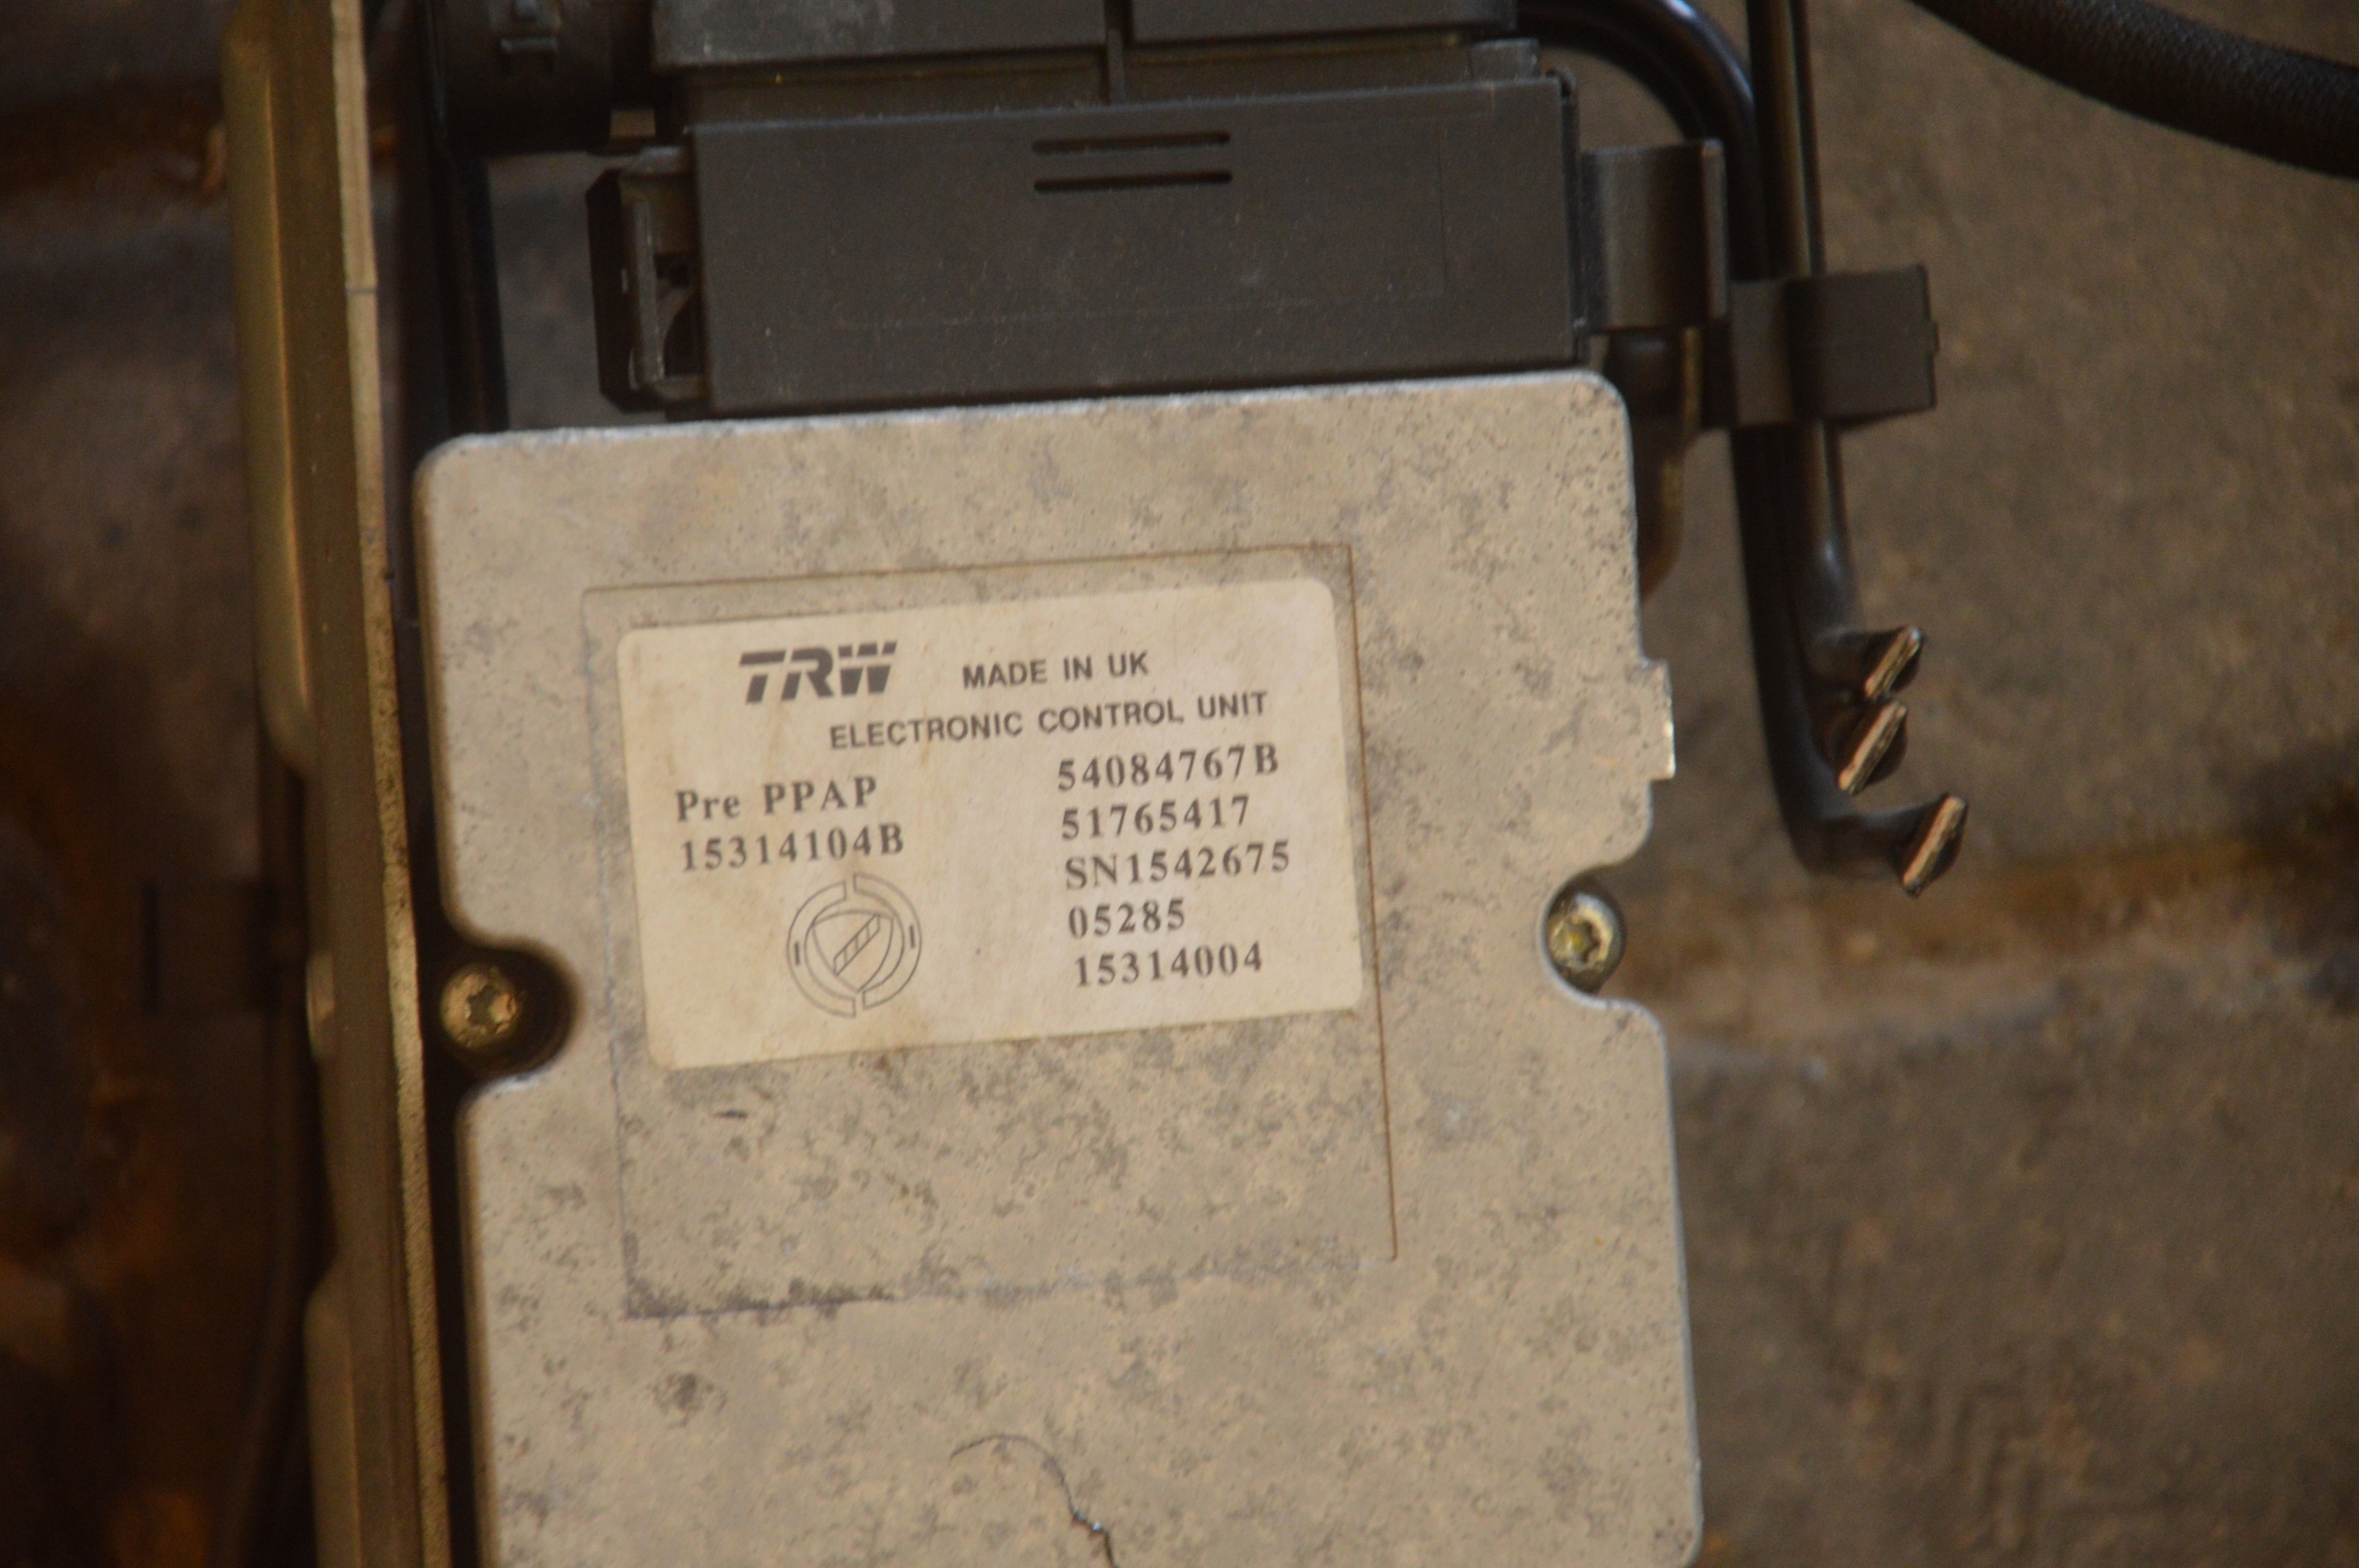 TRW MADE IN UK
ELECTRONIC CONTROL UNIT
Pre PPAP
15314104B
54084767B
51765417
SN1542675
05285
15314004